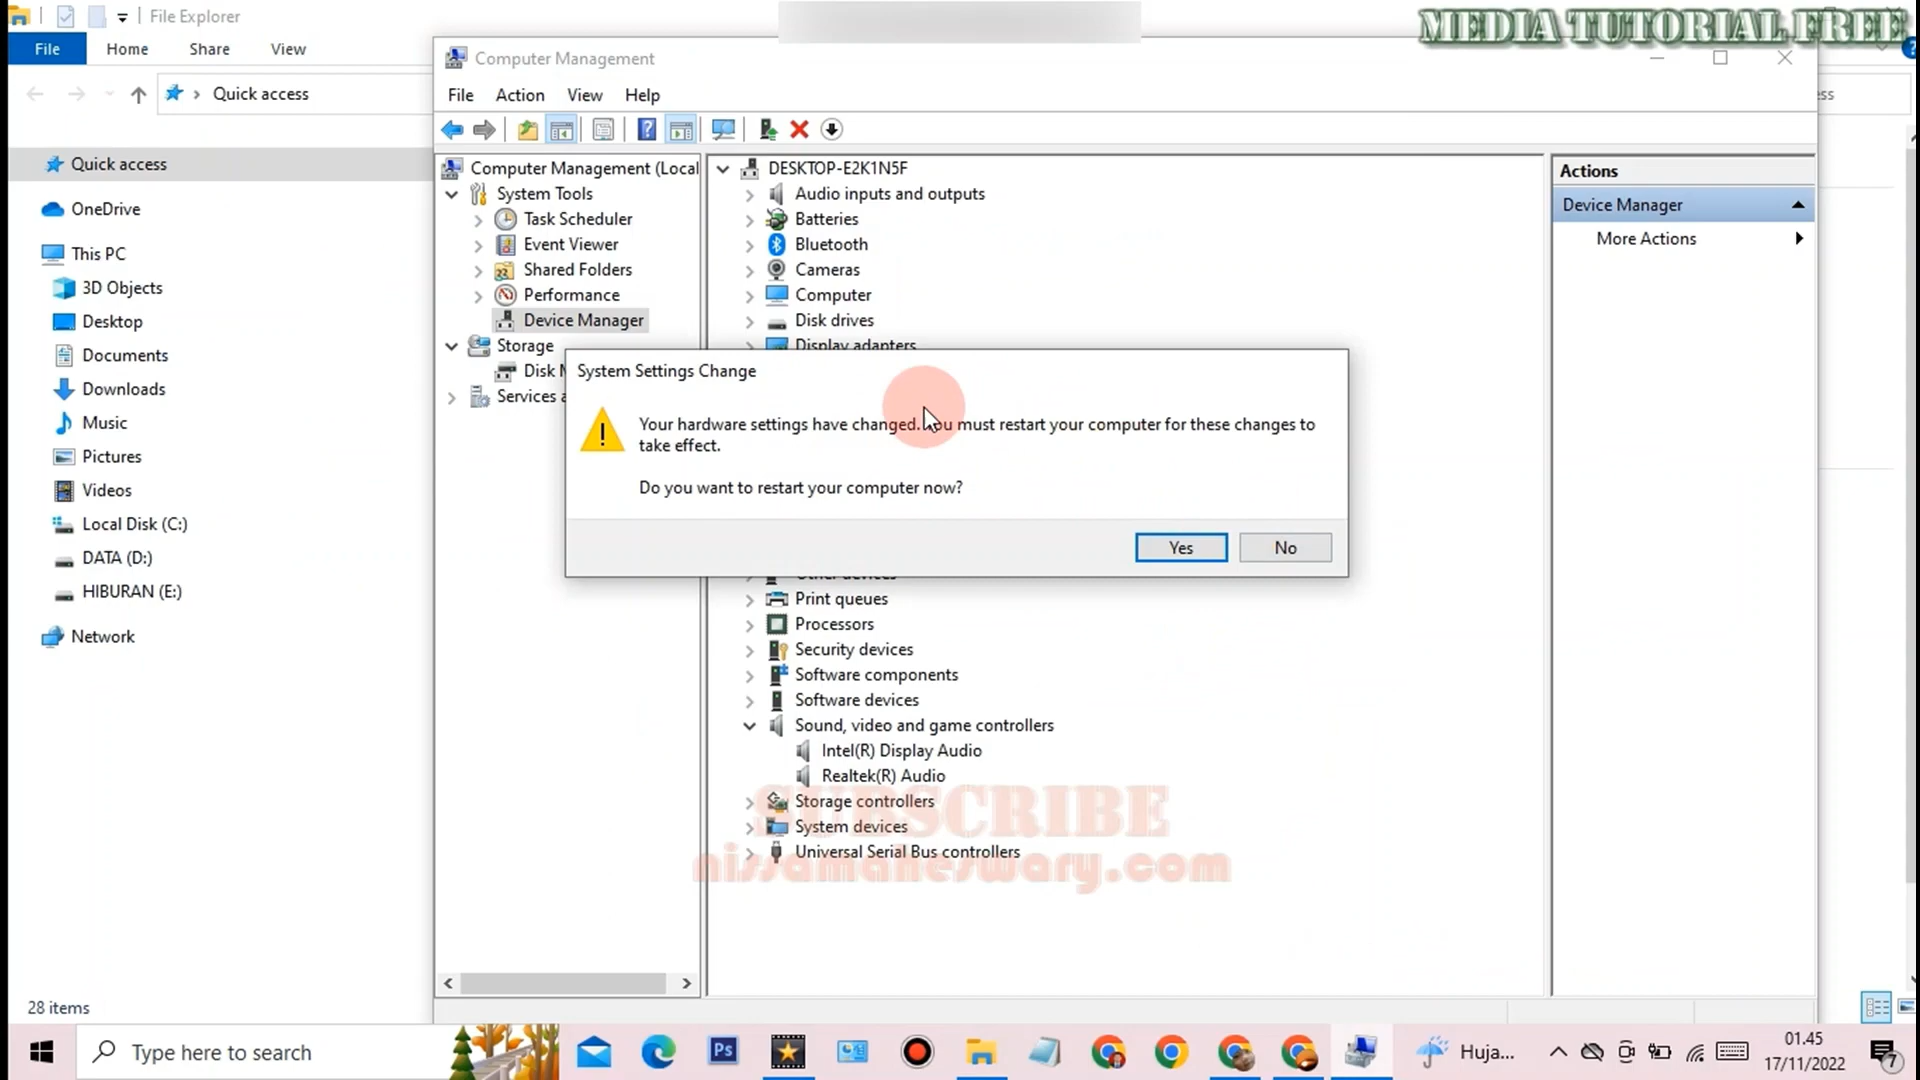 File Explorer
MEDIA TUTORIAL FREE
File Home Share View
Computer Management
Quick access
File Action View Help
Quick access
OneDrive
This PC
3D Objects
Desktop
Documents
Downloads
Music
Pictures
Videos
Local Disk (C:)
DATA (D:)
HIBURAN (E:)
Network
28 items
Computer Management (Local
System Tools
Task Scheduler
Event Viewer
Shared Folders
Performance
Device Manager
Storage
Disk
Services
DESKTOP-E2K1N5F
Audio inputs and outputs
Batteries
Bluetooth
Cameras
Computer
Disk drives
Display adapters
System Settings Change
Your hardware settings have changed. You must restart your computer for these changes to
take effect.
Do you want to restart your computer now?
Yes No
Other devices
Print queues
Processors
Security devices
Software components
Software devices
Sound, video and game controllers
Intel(R) Display Audio
Realtek(R) Audio
Storage controllers
System devices
Universal Serial Bus controllers
SUBSCRIBE
nissamaheswary.com
Actions
Device Manager
More Actions
Type here to search
Ps
Huja...
01.45
17/11/2022
7